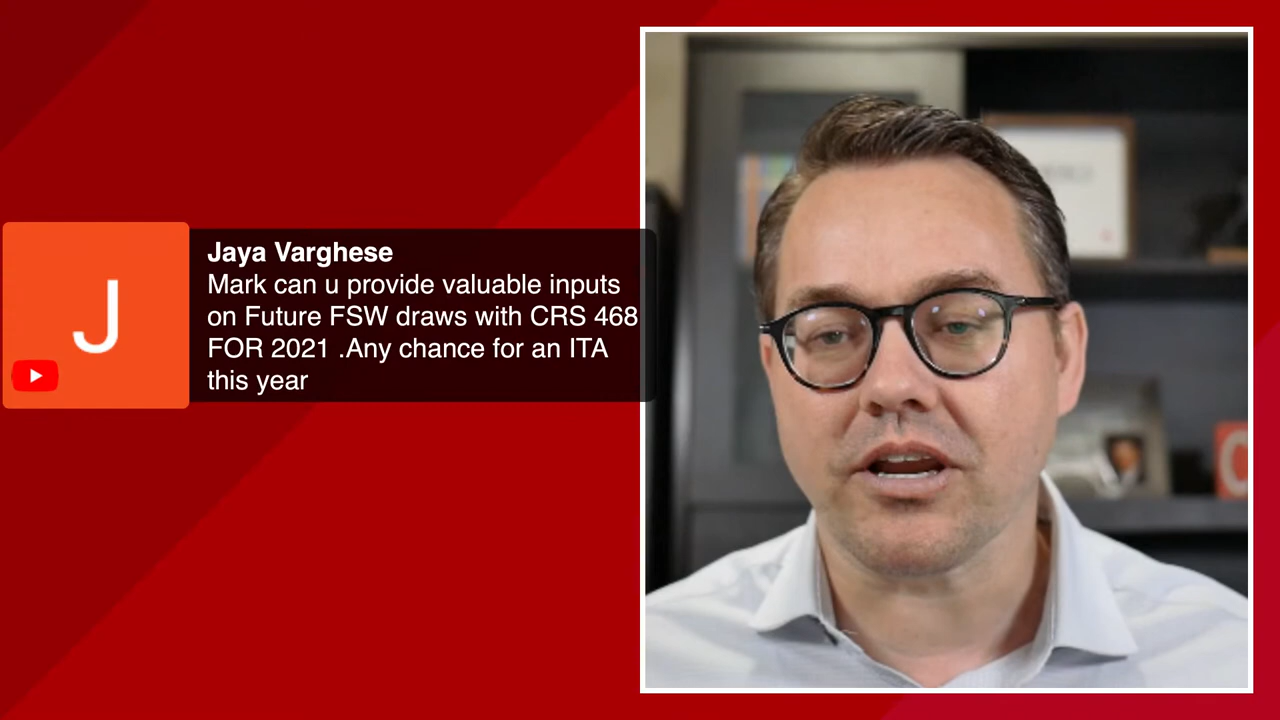 J
Jaya Varghese
Mark can u provide valuable inputs
on Future FSW draws with CRS 468
FOR 2021 .Any chance for an ITA
this year